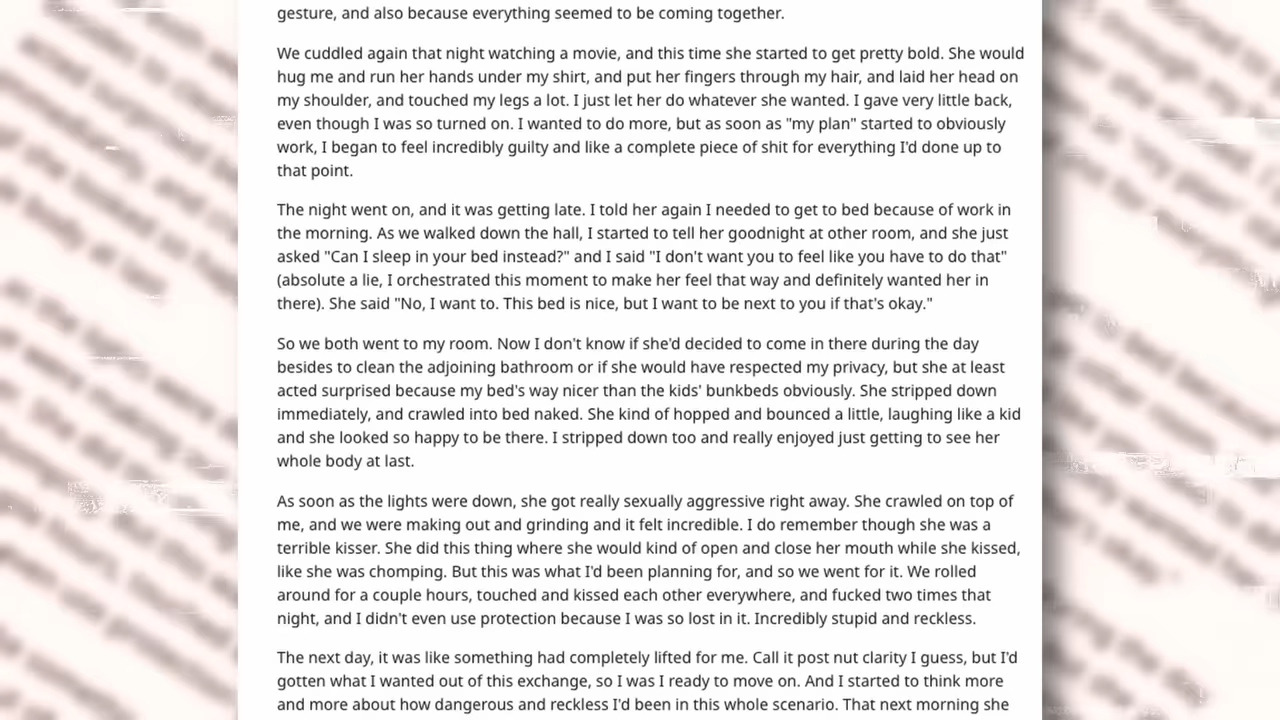 gesture, and also because everything seemed to be coming together.
We cuddled again that night watching a movie, and this time she started to get pretty bold. She would
hug me and run her hands under my shirt, and put her fingers through my hair, and laid her head on
my shoulder, and touched my legs a lot. I just let her do whatever she wanted. I gave very little back,
even though I was so turned on. I wanted to do more, but as soon as "my plan" started to obviously
work, I began to feel incredibly guilty and like a complete piece of shit for everything I'd done up to
that point.
The night went on, and it was getting late. I told her again I needed to get to bed because of work in
the morning. As we walked down the hall, I started to tell her goodnight at other room, and she just
asked "Can I sleep in your bed instead?" and I said "I don't want you to feel like you have to do that"
(absolute a lie, I orchestrated this moment to make her feel that way and definitely wanted her in
there). She said "No, I want to. This bed is nice, but I want to be next to you if that's okay."
So we both went to my room. Now I don't know if she'd decided to come in there during the day
besides to clean the adjoining bathroom or if she would have respected my privacy, but she at least
acted surprised because my bed's way nicer than the kids' bunkbeds obviously. She stripped down
immediately, and crawled into bed naked. She kind of hopped and bounced a little, laughing like a kid
and she looked so happy to be there. I stripped down too and really enjoyed just getting to see her
whole body at last.
As soon as the lights were down, she got really sexually aggressive right away. She crawled on top of
me, and we were making out and grinding and it felt incredible. I do remember though she was a
terrible kisser. She did this thing where she would kind of open and close her mouth while she kissed,
like she was chomping. But this was what I'd been planning for, and so we went for it. We rolled
around for a couple hours, touched and kissed each other everywhere, and fucked two times that
night, and I didn't even use protection because I was so lost in it. Incredibly stupid and reckless.
The next day, it was like something had completely lifted for me. Call it post nut clarity I guess, but I'd
gotten what I wanted out of this exchange, so I was I ready to move on. And I started to think more
and more about how dangerous and reckless I'd been in this whole scenario. That next morning she